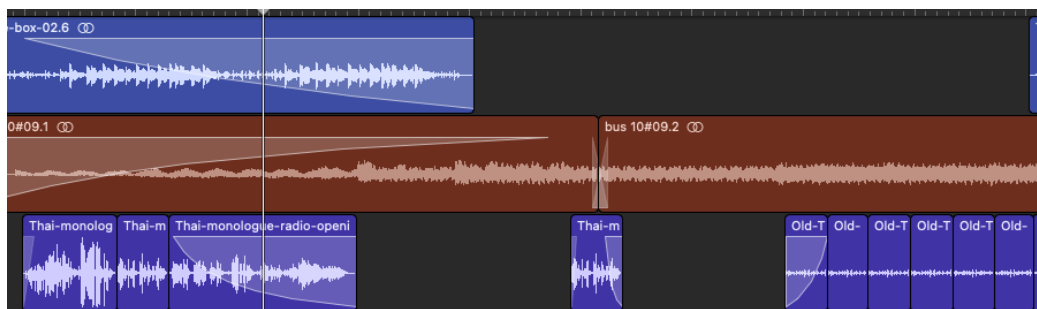 -box-02.6
0#09.1
bus 10#09.2
Thai-monolog
Thai-m
Thai-monologue-radio-openi
Thai-m
Old-T
Old-
Old-T
Old-T
Old-T
Old-